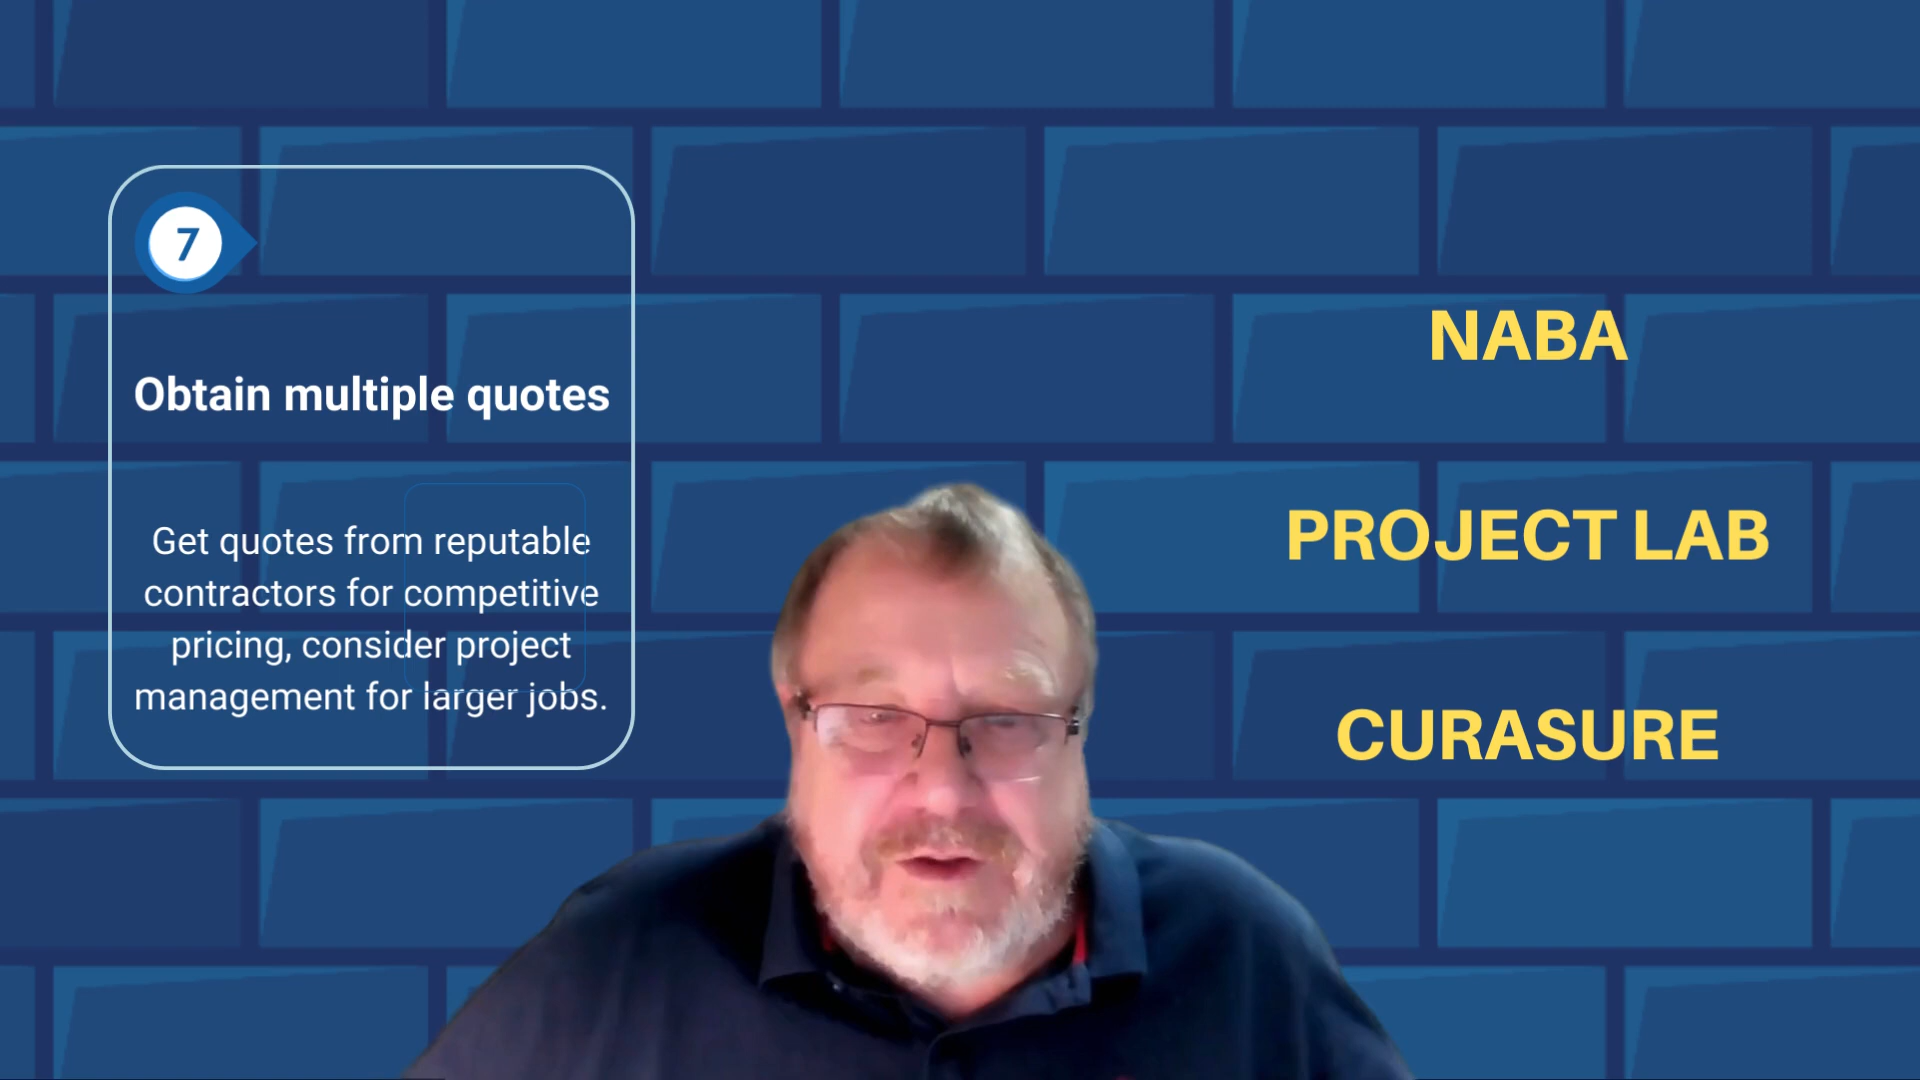 7
Obtain multiple quotes
Get quotes from reputable
contractors for competitive
pricing, consider project
management for larger jobs.
NABA
PROJECT LAB
CURASURE